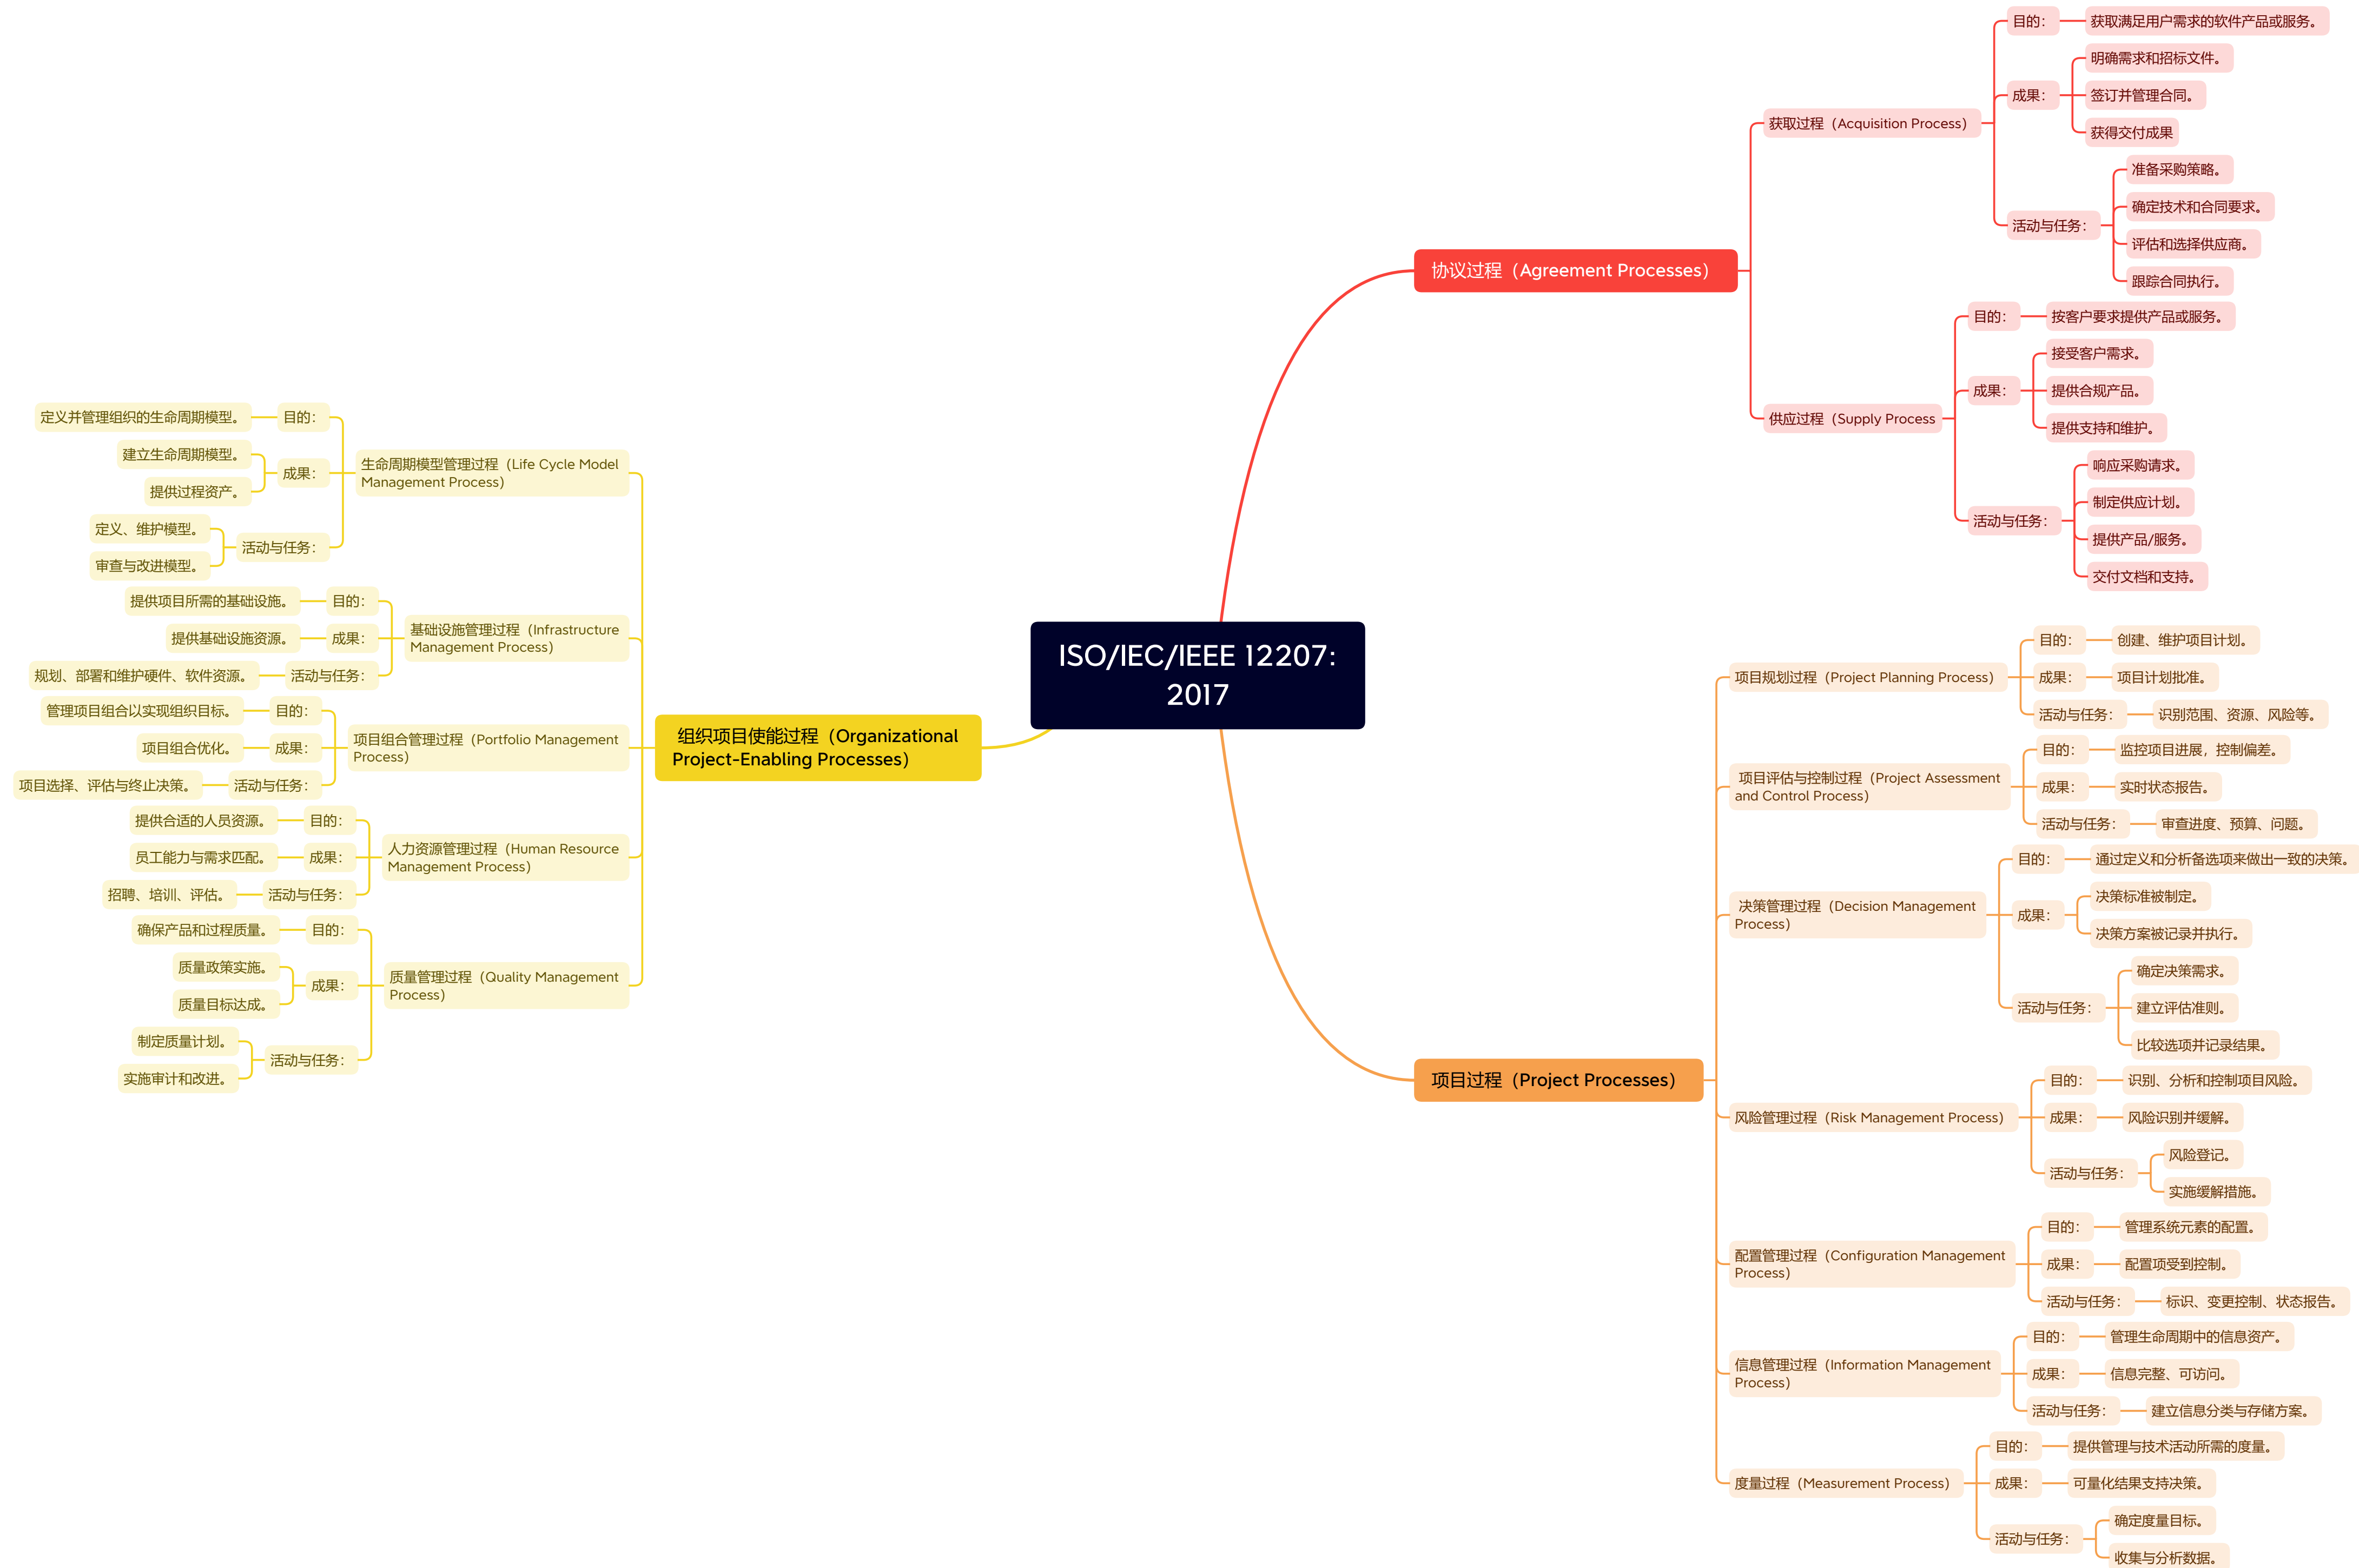 ISO/IEC/IEEE 12207:
2017
协议过程（Agreement Processes）
获取过程（Acquisition Process）
目的：
获取满足用户需求的软件产品或服务。
成果：
明确需求和招标文件。
签订并管理合同。
获得交付成果
活动与任务：
准备采购策略。
确定技术和合同要求。
评估和选择供应商。
跟踪合同执行。
供应过程（Supply Process
目的：
按客户要求提供产品或服务。
成果：
接受客户需求。
提供合规产品。
提供支持和维护。
活动与任务：
响应采购请求。
制定供应计划。
提供产品/服务。
交付文档和支持。
项目过程（Project Processes）
项目规划过程（Project Planning Process）
目的：
创建、维护项目计划。
成果：
项目计划批准。
活动与任务：
识别范围、资源、风险等。
项目评估与控制过程（Project Assessment
and Control Process）
目的：
监控项目进展，控制偏差。
成果：
实时状态报告。
活动与任务：
审查进度、预算、问题。
决策管理过程（Decision Management
Process）
目的：
通过定义和分析备选项来做出一致的决策。
成果：
决策标准被制定。
决策方案被记录并执行。
活动与任务：
确定决策需求。
建立评估准则。
比较选项并记录结果。
风险管理过程（Risk Management Process）
目的：
识别、分析和控制项目风险。
成果：
风险识别并缓解。
活动与任务：
风险登记。
实施缓解措施。
配置管理过程（Configuration Management
Process）
目的：
管理系统元素的配置。
成果：
配置项受到控制。
活动与任务：
标识、变更控制、状态报告。
信息管理过程（Information Management
Process）
目的：
管理生命周期中的信息资产。
成果：
信息完整、可访问。
活动与任务：
建立信息分类与存储方案。
度量过程（Measurement Process）
目的：
提供管理与技术活动所需的度量。
成果：
可量化结果支持决策。
活动与任务：
确定度量目标。
收集与分析数据。
组织项目使能过程（Organizational
Project-Enabling Processes）
生命周期模型管理过程（Life Cycle Model
Management Process）
目的：
定义并管理组织的生命周期模型。
成果：
建立生命周期模型。
提供过程资产。
活动与任务：
定义、维护模型。
审查与改进模型。
基础设施管理过程（Infrastructure
Management Process）
目的：
提供项目所需的基础设施。
成果：
提供基础设施资源。
活动与任务：
规划、部署和维护硬件、软件资源。
项目组合管理过程（Portfolio Management
Process）
目的：
管理项目组合以实现组织目标。
成果：
项目组合优化。
活动与任务：
项目选择、评估与终止决策。
人力资源管理过程（Human Resource
Management Process）
目的：
提供合适的人员资源。
成果：
员工能力与需求匹配。
活动与任务：
招聘、培训、评估。
质量管理过程（Quality Management
Process）
目的：
确保产品和过程质量。
成果：
质量政策实施。
质量目标达成。
活动与任务：
制定质量计划。
实施审计和改进。